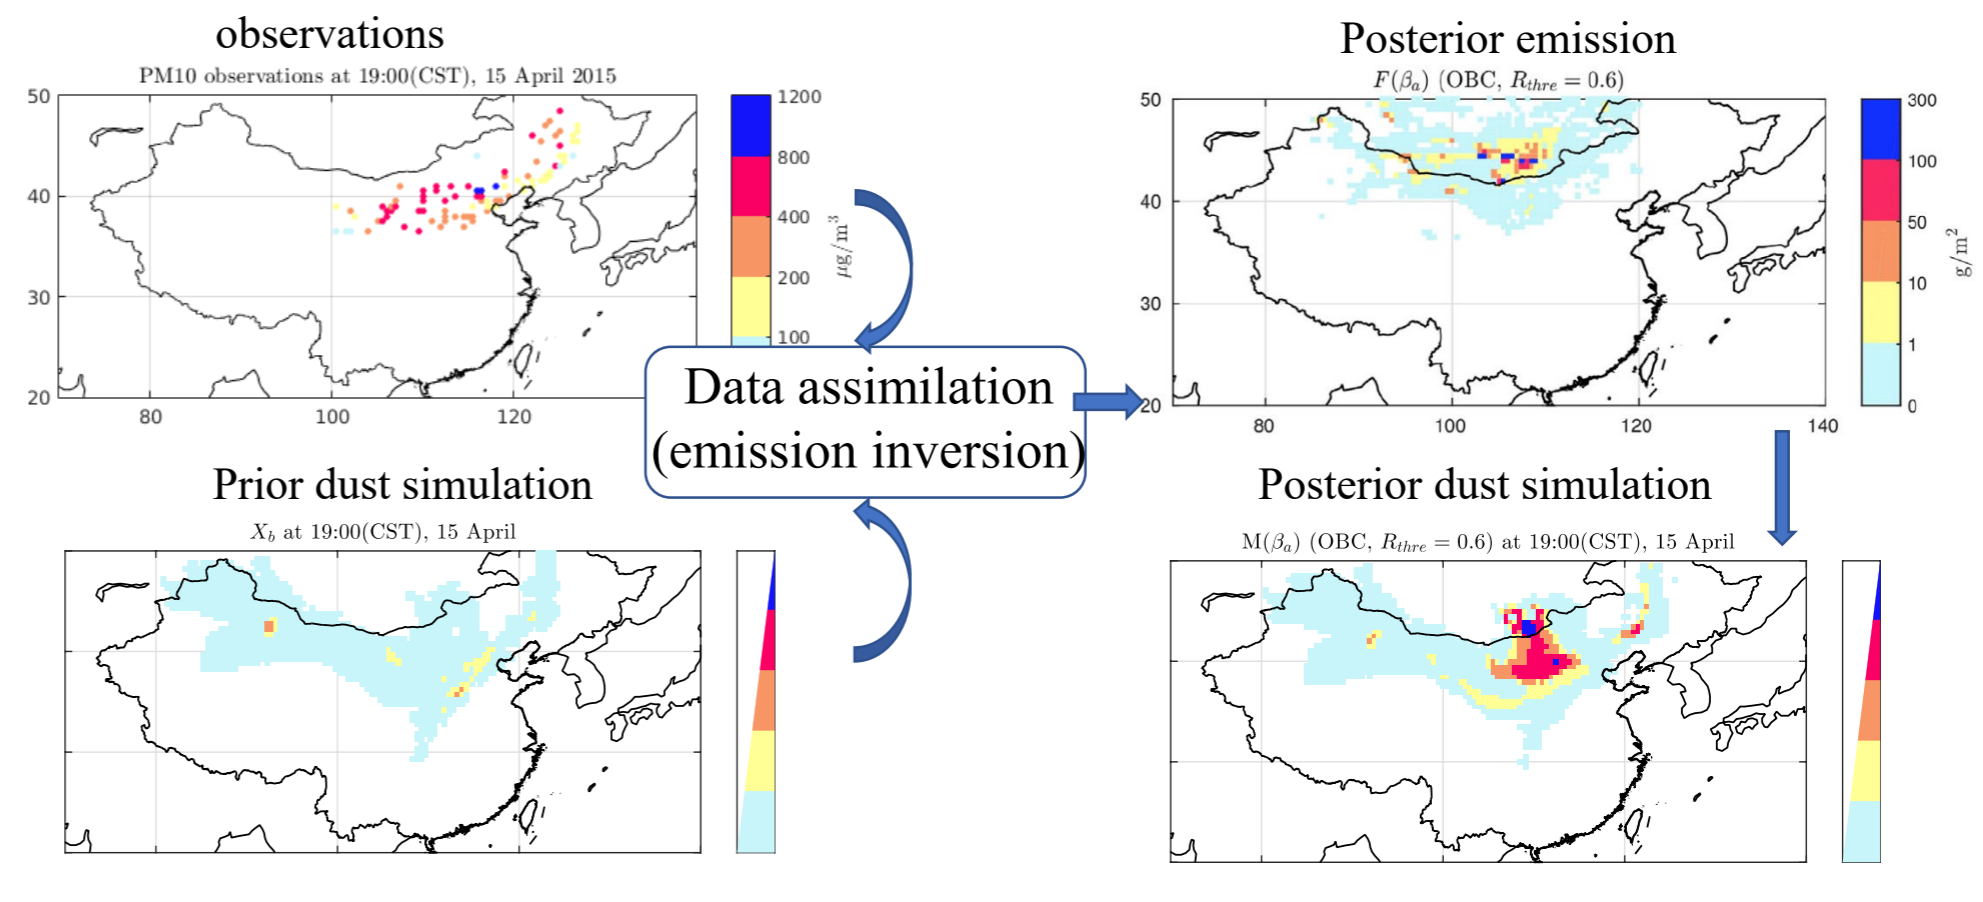 observations
PM10 observations at 19:00(CST), 15 April 2015
50
40
30
20
80
100
120
1200
800
400
200
100
μg/m³
Posterior emission
F(βₐ) (OBC, Rₜₕᵣₑ = 0.6)
50
40
30
20
80
100
120
140
300
100
50
10
1
0
g/m²
Data assimilation
(emission inversion)
Prior dust simulation
X_b at 19:00(CST), 15 April
Posterior dust simulation
M(βₐ) (OBC, Rₜₕᵣₑ = 0.6) at 19:00(CST), 15 April